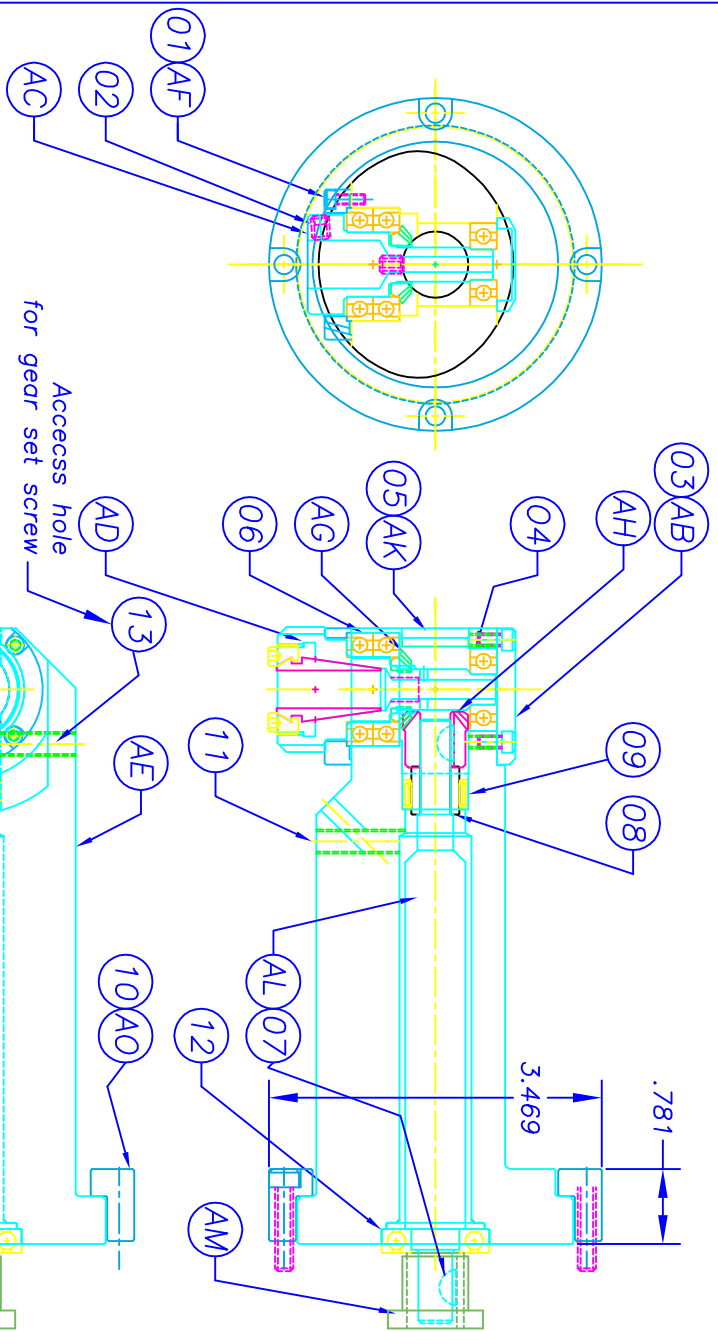 01 AF
02
AC
03 AB
AH
04
05 AK
AG
06
AD
Accecss hole
for gear set screw
13
AE
11
09
08
AL 07
10 AO
12
AM
3.469
.781